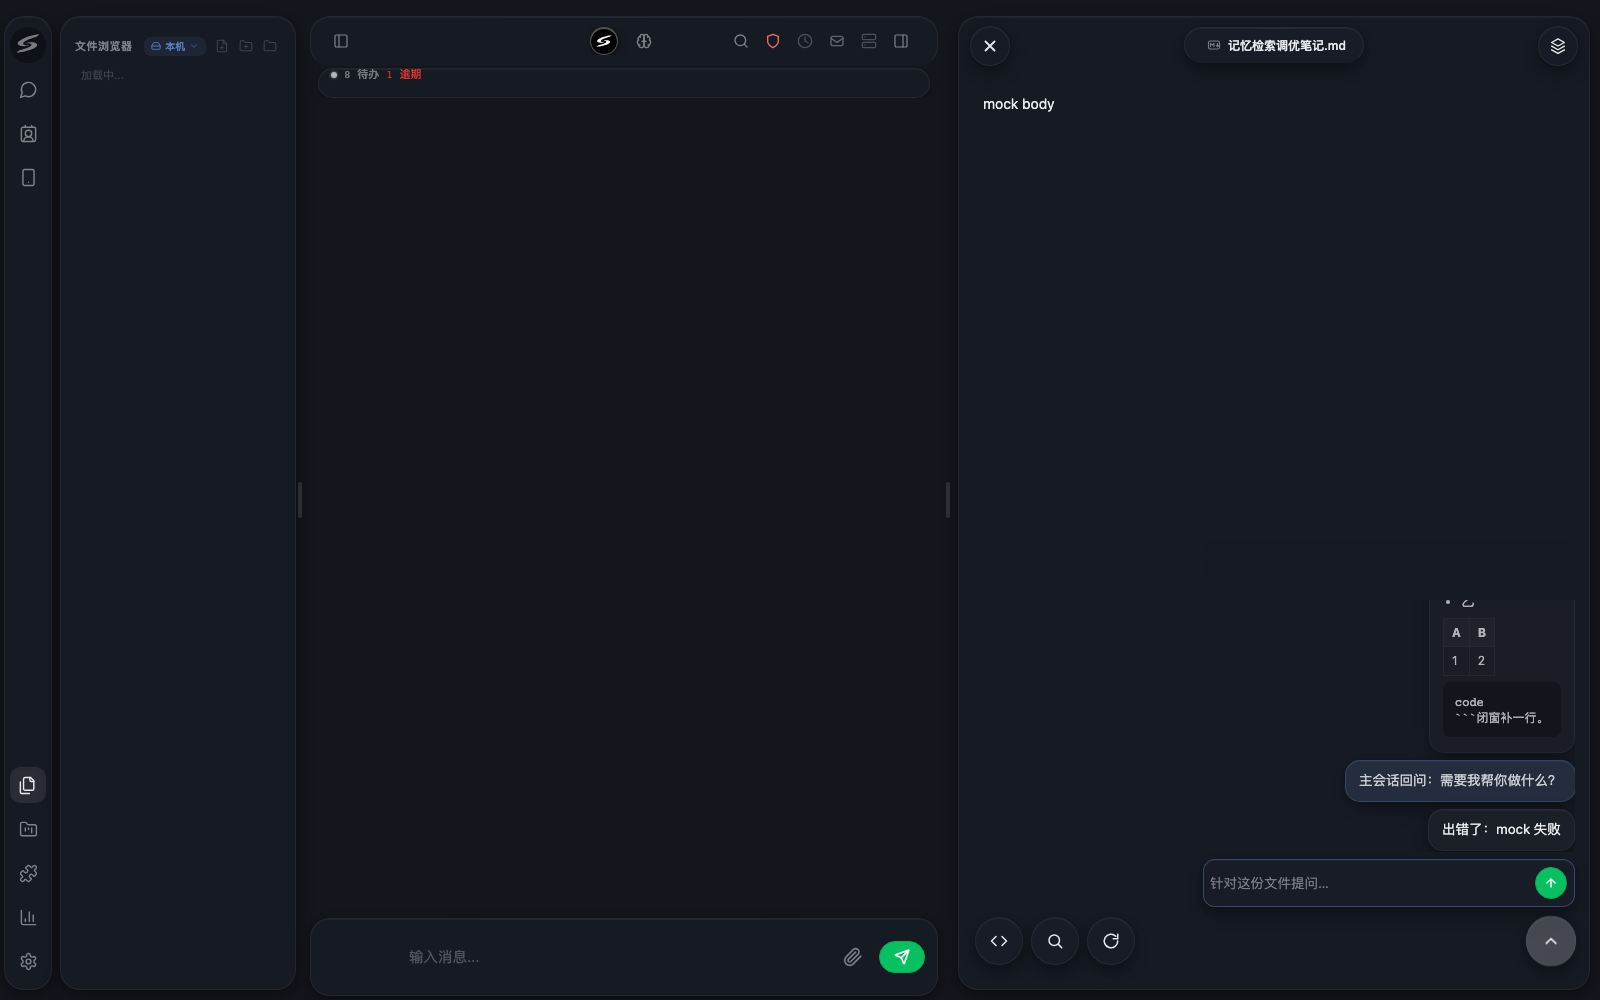 文件浏览器 本机
加载中...
8 待办 1 逾期
输入消息...
记忆检索调优笔记.md
mock body
• 乙
A B
1 2
code
```闭窗补一行。
主会话回问：需要我帮你做什么？
出错了：mock 失败
针对这份文件提问...